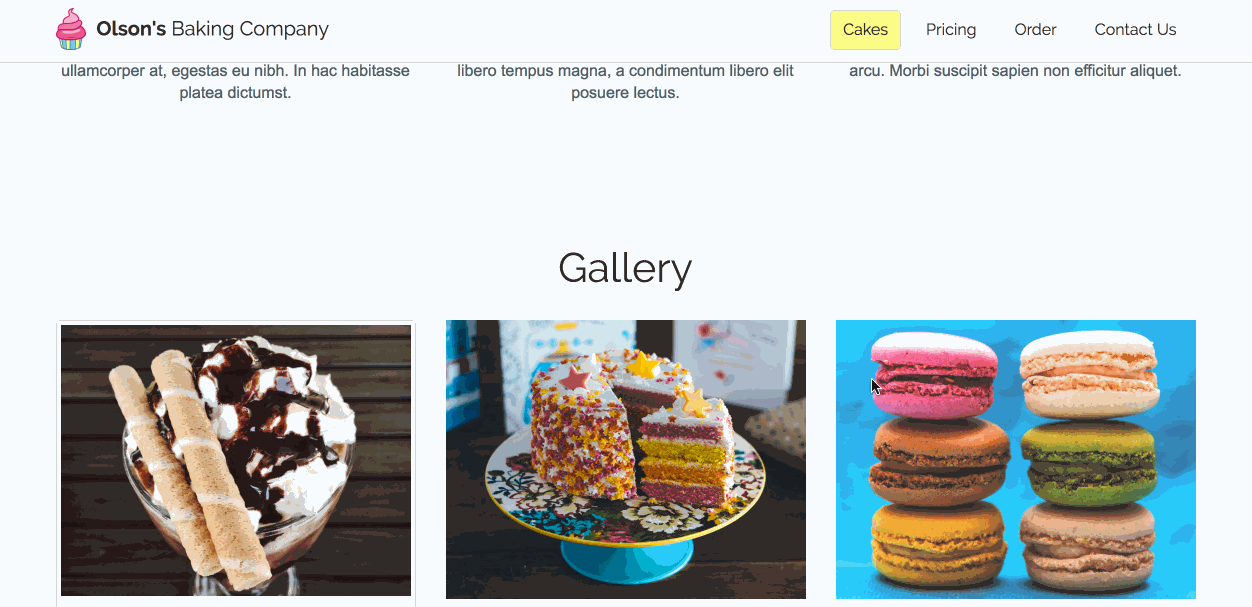 Olson's Baking Company
Cakes
Pricing
Order
Contact Us
ullamcorper at, egestas eu nibh. In hac habitasse
platea dictumst.
libero tempus magna, a condimentum libero elit
posuere lectus.
arcu. Morbi suscipit sapien non efficitur aliquet.
Gallery